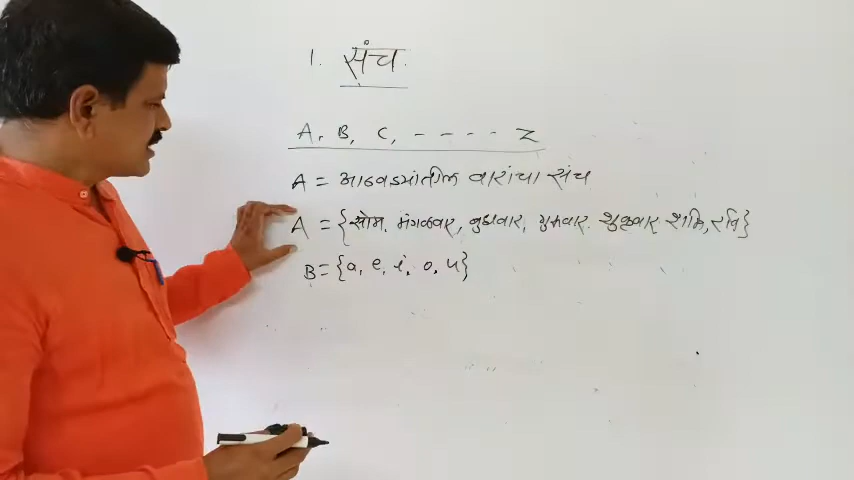 1. संच.
A, B, C, - - - - - Z
A = आठवड्यांतील वारांचा संच
A = {सोम, मंगळवार, बुधवार, गुरुवार, शुक्रवार शनि, रवि}
B = {a, e, i, o, u}